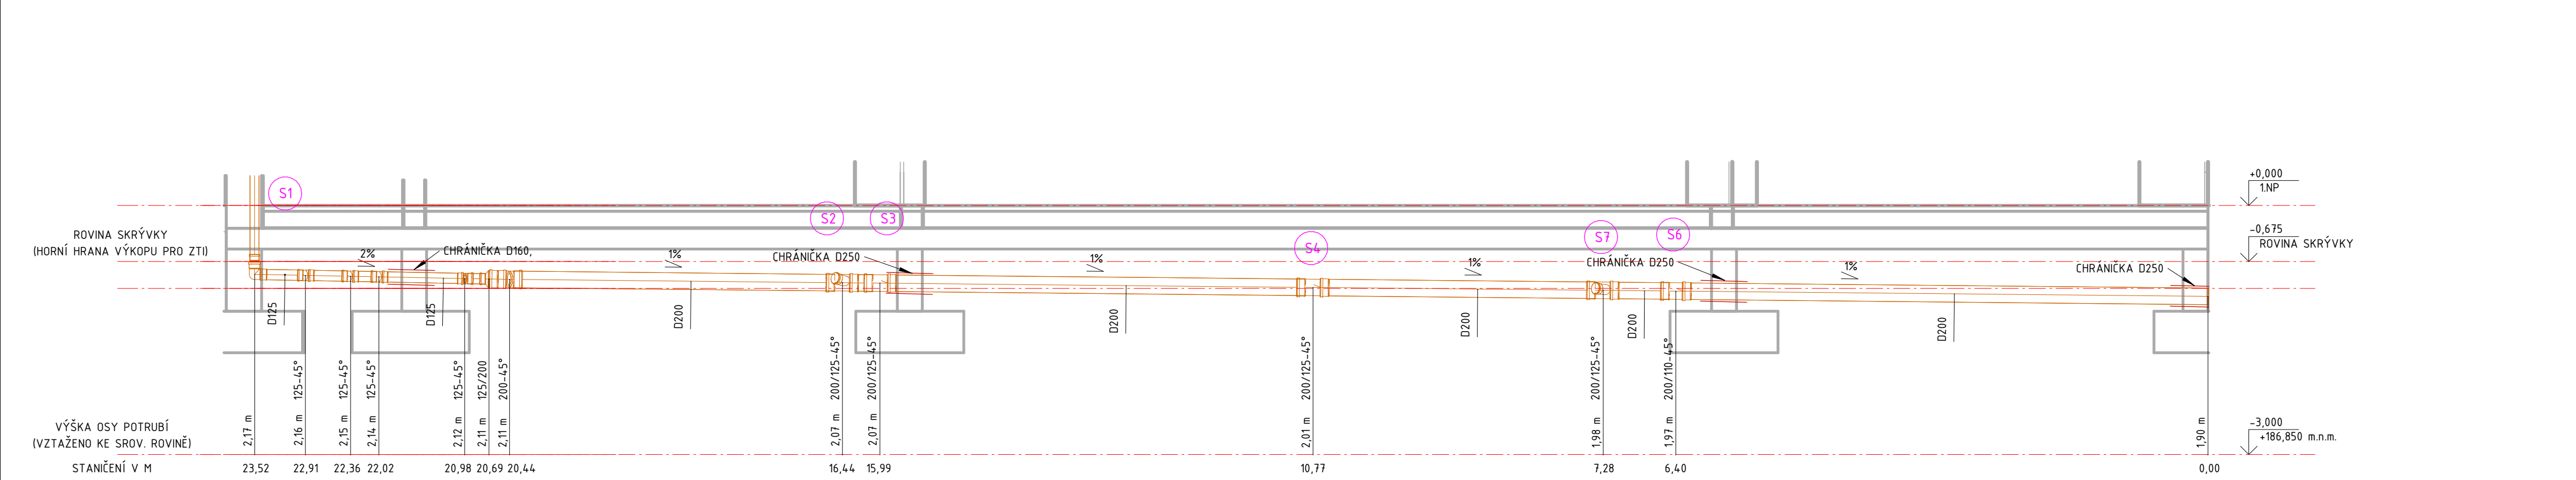 +0,000
1.NP
S1
S2
S3
S4
S7
S6
-0,675
ROVINA SKRÝVKY
ROVINA SKRÝVKY
(HORNÍ HRANA VÝKOPU PRO ZTI)
2%
CHRÁNIČKA D160,
1%
CHRÁNIČKA D250
1%
1%
CHRÁNIČKA D250
1%
CHRÁNIČKA D250
D125
D125
D200
D200
D200
D200
D200
VÝŠKA OSY POTRUBÍ
(VZTAŽENO KE SROV. ROVINĚ)
2,17 m
2,16 m 125-45°
2,15 m 125-45°
2,14 m 125-45°
2,12 m 125-45°
2,11 m 125/200
2,11 m 200-45°
2,07 m 200/125-45°
2,07 m 200/125-45°
2,01 m 200/125-45°
1,98 m 200/125-45°
1,97 m 200/110-45°
1,90 m
-3,000
+186,850 m.n.m.
STANIČENÍ V M
23,52 22,91 22,36 22,02 20,98 20,69 20,44 16,44 15,99 10,77 7,28 6,40 0,00